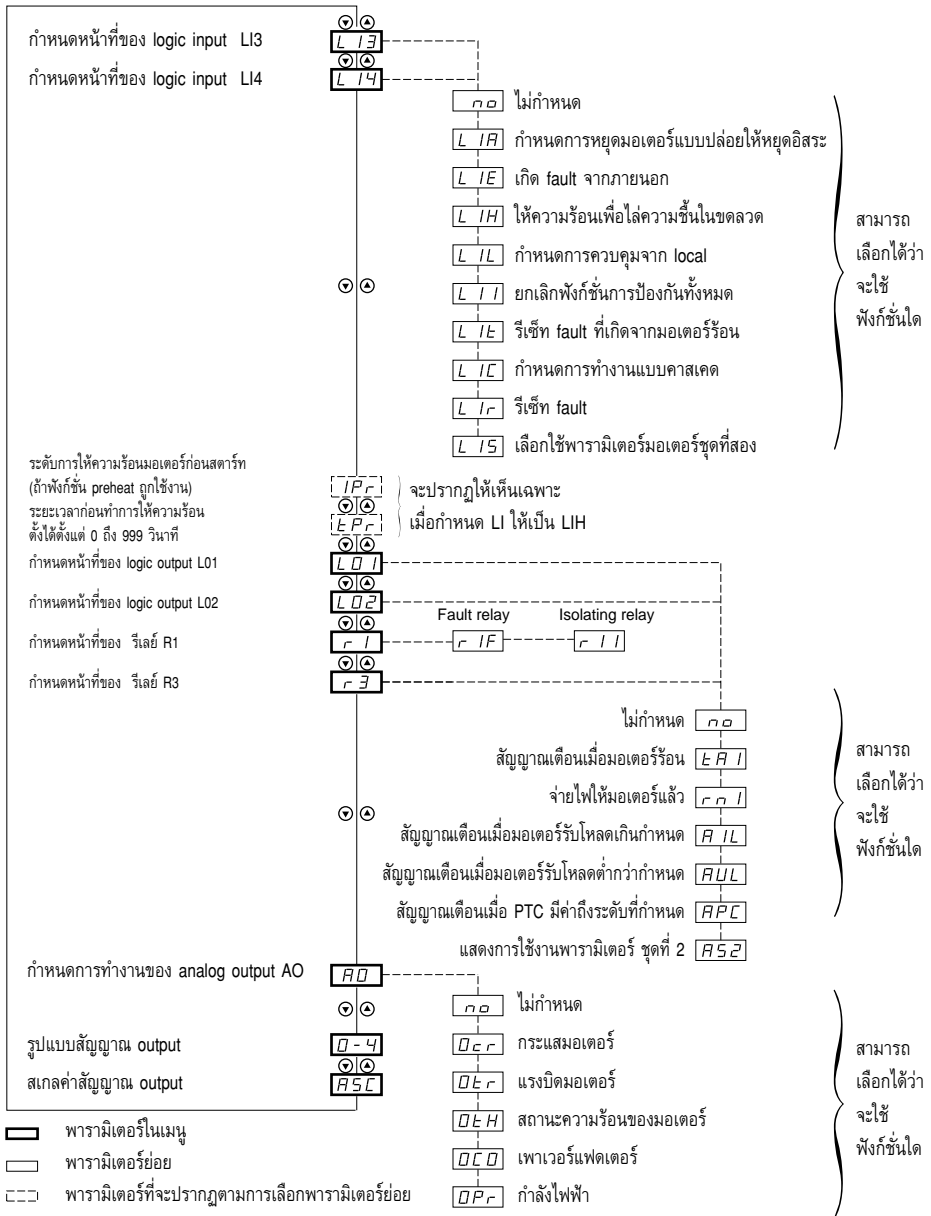 กำหนดหน้าที่ของ logic input LI3 LI3
กำหนดหน้าที่ของ logic input LI4 LI4
no ไม่กำหนด
LIA กำหนดการหยุดมอเตอร์แบบปล่อยให้หยุดอิสระ
LIE เกิด fault จากภายนอก
LIH ให้ความร้อนเพื่อไล่ความชื้นในขดลวด
LIL กำหนดการควบคุมจาก local
LII ยกเลิกฟังก์ชั่นการป้องกันทั้งหมด
LIt รีเซ็ท fault ที่เกิดจากมอเตอร์ร้อน
LIC กำหนดการทำงานแบบคาสเคด
LIr รีเซ็ท fault
LIS เลือกใช้พารามิเตอร์มอเตอร์ชุดที่สอง
สามารถ
เลือกได้ว่า
จะใช้
ฟังก์ชั่นใด
ระดับการให้ความร้อนมอเตอร์ก่อนสตาร์ท
(ถ้าฟังก์ชั่น preheat ถูกใช้งาน) IPr
ระยะเวลาก่อนทำการให้ความร้อน
ตั้งได้ตั้งแต่ 0 ถึง 999 วินาที tPr
จะปรากฏให้เห็นเฉพาะ
เมื่อกำหนด LI ให้เป็น LIH
กำหนดหน้าที่ของ logic output L01 LO1
กำหนดหน้าที่ของ logic output L02 LO2
Fault relay Isolating relay
กำหนดหน้าที่ของ รีเลย์ R1 r1 r1F r1I
กำหนดหน้าที่ของ รีเลย์ R3 r3
ไม่กำหนด no
สัญญาณเตือนเมื่อมอเตอร์ร้อน tAI
จ่ายไฟให้มอเตอร์แล้ว rnI
สัญญาณเตือนเมื่อมอเตอร์รับโหลดเกินกำหนด AIL
สัญญาณเตือนเมื่อมอเตอร์รับโหลดต่ำกว่ากำหนด AUL
สัญญาณเตือนเมื่อ PTC มีค่าถึงระดับที่กำหนด APC
แสดงการใช้งานพารามิเตอร์ ชุดที่ 2 AS2
สามารถ
เลือกได้ว่า
จะใช้
ฟังก์ชั่นใด
กำหนดการทำงานของ analog output AO AO
รูปแบบสัญญาณ output O-4
สเกลค่าสัญญาณ output ASC
no ไม่กำหนด
Ocr กระแสมอเตอร์
Otr แรงบิดมอเตอร์
OtH สถานะความร้อนของมอเตอร์
OCO เพาเวอร์แฟดเตอร์
OPr กำลังไฟฟ้า
สามารถ
เลือกได้ว่า
จะใช้
ฟังก์ชั่นใด
พารามิเตอร์ในเมนู
พารามิเตอร์ย่อย
พารามิเตอร์ที่จะปรากฏตามการเลือกพารามิเตอร์ย่อย